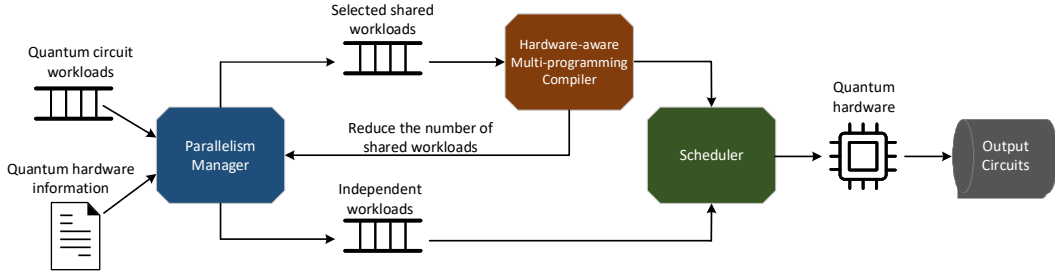 Quantum circuit
workloads
Quantum hardware
information
Parallelism
Manager
Selected shared
workloads
Hardware-aware
Multi-programming
Compiler
Reduce the number of
shared workloads
Independent
workloads
Scheduler
Quantum
hardware
Output
Circuits